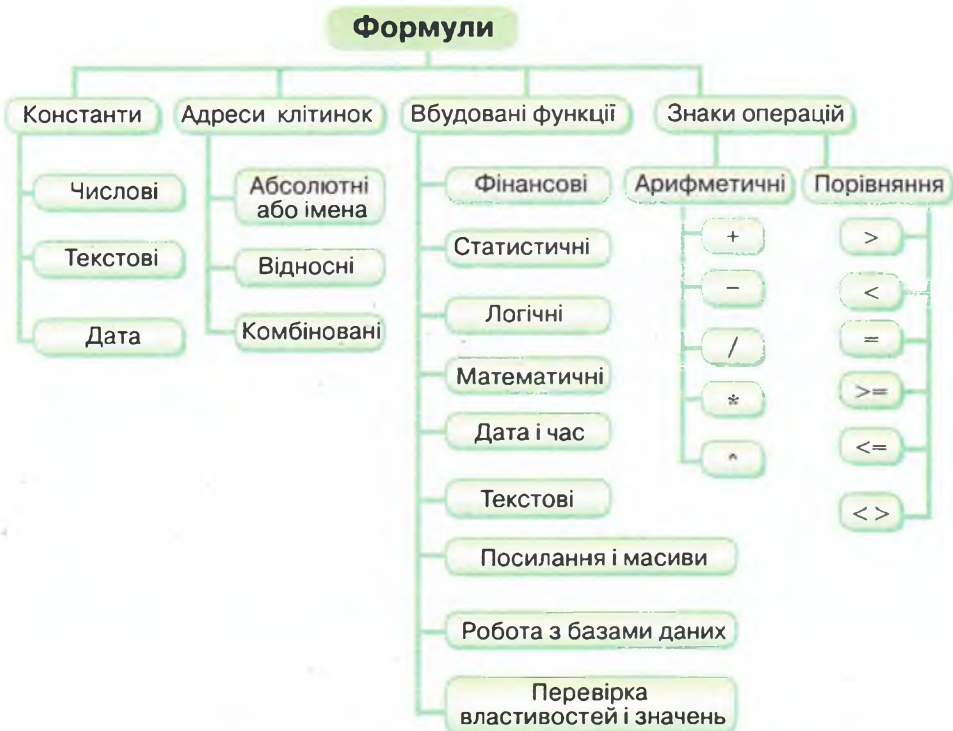 Формули
Константи
Адреси клітинок
Вбудовані функції
Знаки операцій
Числові
Текстові
Дата
Абсолютні
або імена
Відносні
Комбіновані
Фінансові
Статистичні
Логічні
Математичні
Дата і час
Текстові
Посилання і масиви
Робота з базами даних
Перевірка
властивостей і значень
Арифметичні
+
−
/
*
^
Порівняння
>
<
=
>=
<=
<>